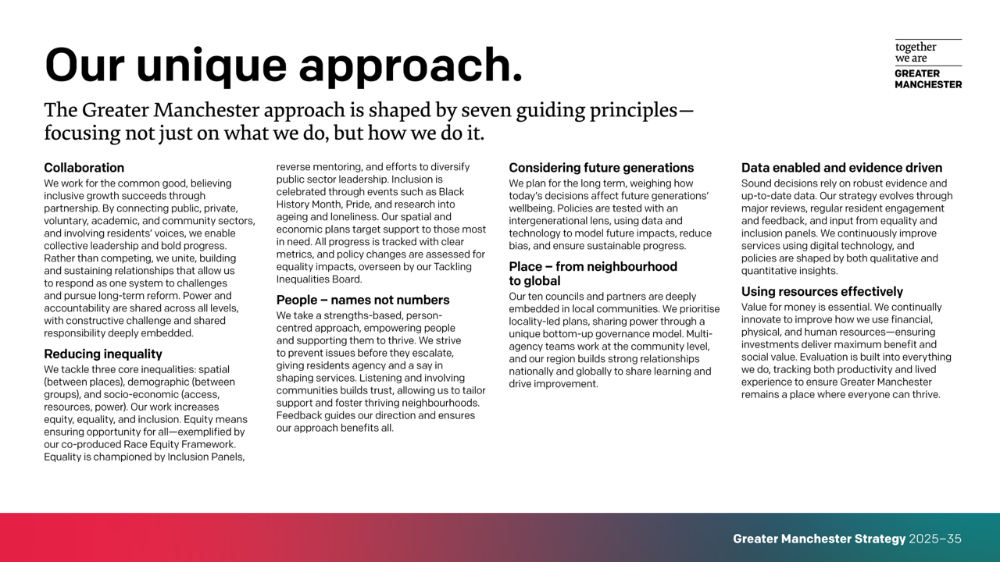 Our unique approach.
together
we are
GREATER
MANCHESTER
The Greater Manchester approach is shaped by seven guiding principles—
focusing not just on what we do, but how we do it.
Collaboration
We work for the common good, believing
inclusive growth succeeds through
partnership. By connecting public, private,
voluntary, academic, and community sectors,
and involving residents’ voices, we enable
collective leadership and bold progress.
Rather than competing, we unite, building
and sustaining relationships that allow us
to respond as one system to challenges
and pursue long-term reform. Power and
accountability are shared across all levels,
with constructive challenge and shared
responsibility deeply embedded.
Reducing inequality
We tackle three core inequalities: spatial
(between places), demographic (between
groups), and socio-economic (access,
resources, power). Our work increases
equity, equality, and inclusion. Equity means
ensuring opportunity for all—exemplified by
our co-produced Race Equity Framework.
Equality is championed by Inclusion Panels,
reverse mentoring, and efforts to diversify
public sector leadership. Inclusion is
celebrated through events such as Black
History Month, Pride, and research into
ageing and loneliness. Our spatial and
economic plans target support to those most
in need. All progress is tracked with clear
metrics, and policy changes are assessed for
equality impacts, overseen by our Tackling
Inequalities Board.
People – names not numbers
We take a strengths-based, person-
centred approach, empowering people
and supporting them to thrive. We strive
to prevent issues before they escalate,
giving residents agency and a say in
shaping services. Listening and involving
communities builds trust, allowing us to tailor
support and foster thriving neighbourhoods.
Feedback guides our direction and ensures
our approach benefits all.
Considering future generations
We plan for the long term, weighing how
today’s decisions affect future generations’
wellbeing. Policies are tested with an
intergenerational lens, using data and
technology to model future impacts, reduce
bias, and ensure sustainable progress.
Place – from neighbourhood
to global
Our ten councils and partners are deeply
embedded in local communities. We prioritise
locality-led plans, sharing power through a
unique bottom-up governance model. Multi-
agency teams work at the community level,
and our region builds strong relationships
nationally and globally to share learning and
drive improvement.
Data enabled and evidence driven
Sound decisions rely on robust evidence and
up-to-date data. Our strategy evolves through
major reviews, regular resident engagement
and feedback, and input from equality and
inclusion panels. We continuously improve
services using digital technology, and
policies are shaped by both qualitative and
quantitative insights.
Using resources effectively
Value for money is essential. We continually
innovate to improve how we use financial,
physical, and human resources—ensuring
investments deliver maximum benefit and
social value. Evaluation is built into everything
we do, tracking both productivity and lived
experience to ensure Greater Manchester
remains a place where everyone can thrive.
Greater Manchester Strategy 2025–35